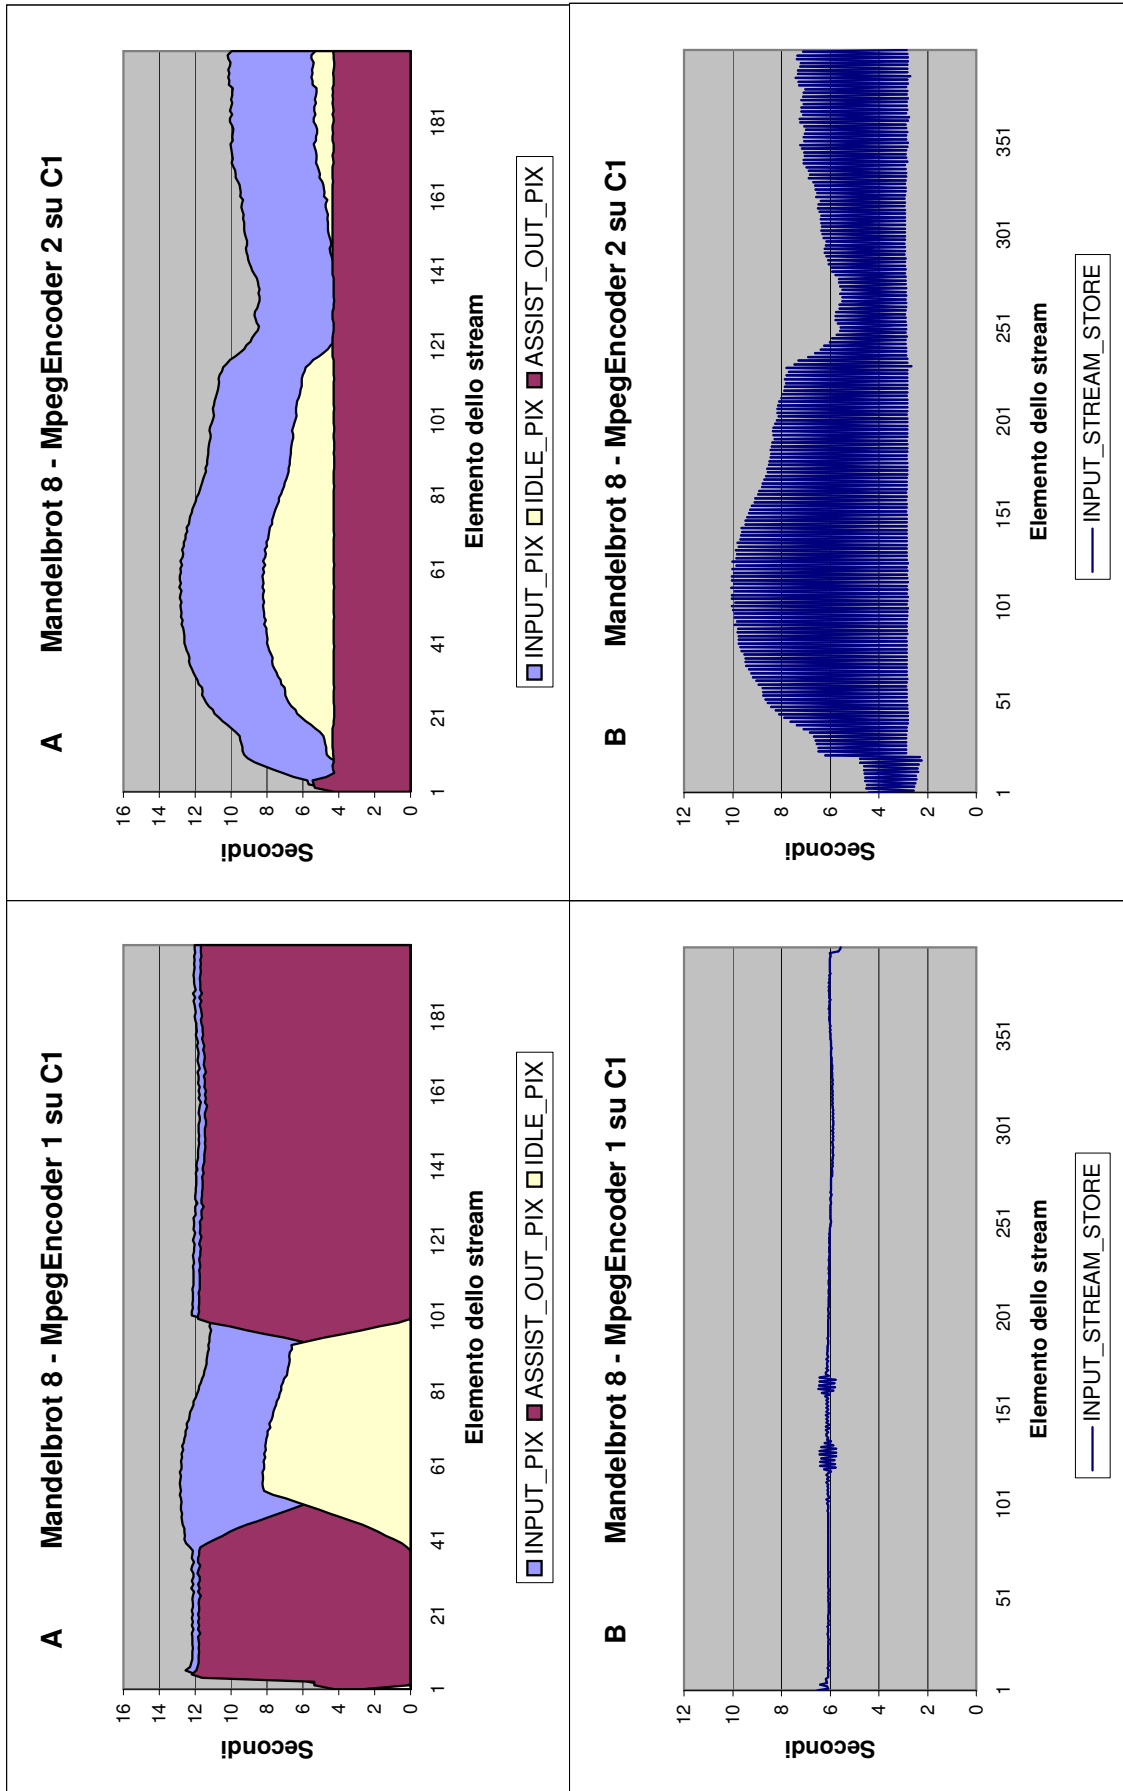 A Mandelbrot 8 - MpegEncoder 1 su C1
Secondi
16
14
12
10
8
6
4
2
0
1 21 41 61 81 101 121 141 161 181
Elemento dello stream
INPUT_PIX ASSIST_OUT_PIX IDLE_PIX
A Mandelbrot 8 - MpegEncoder 2 su C1
Secondi
16
14
12
10
8
6
4
2
0
1 21 41 61 81 101 121 141 161 181
Elemento dello stream
INPUT_PIX IDLE_PIX ASSIST_OUT_PIX
B Mandelbrot 8 - MpegEncoder 1 su C1
Secondi
12
10
8
6
4
2
0
1 51 101 151 201 251 301 351
Elemento dello stream
INPUT_STREAM_STORE
B Mandelbrot 8 - MpegEncoder 2 su C1
Secondi
12
10
8
6
4
2
0
1 51 101 151 201 251 301 351
Elemento dello stream
INPUT_STREAM_STORE